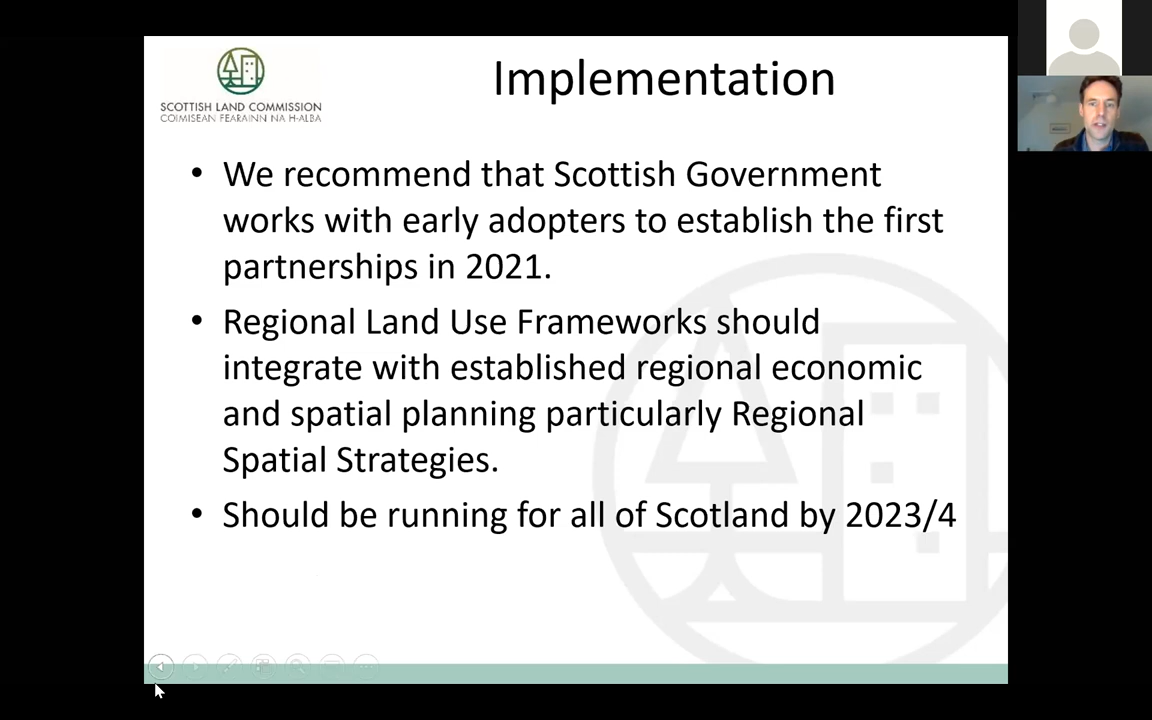 SCOTTISH LAND COMMISSION
COIMISEAN FEARAINN NA H-ALBA
Implementation
• We recommend that Scottish Government
works with early adopters to establish the first
partnerships in 2021.
• Regional Land Use Frameworks should
integrate with established regional economic
and spatial planning particularly Regional
Spatial Strategies.
• Should be running for all of Scotland by 2023/4